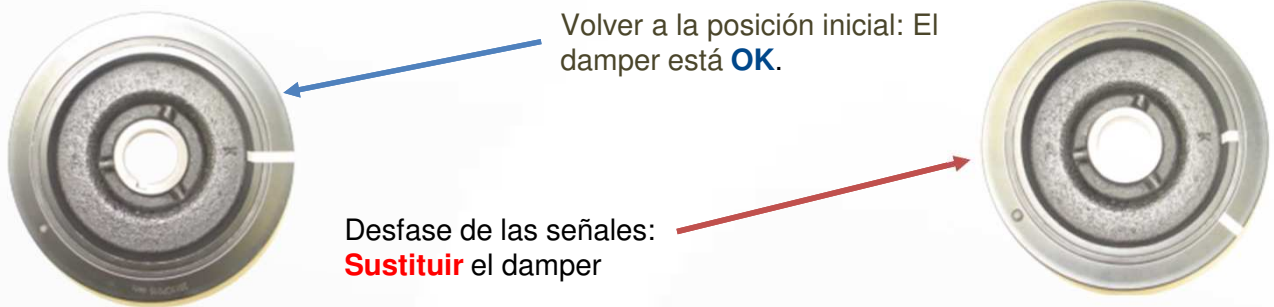 Volver a la posición inicial: El
damper está OK.
Desfase de las señales:
Sustituir el damper
K
K